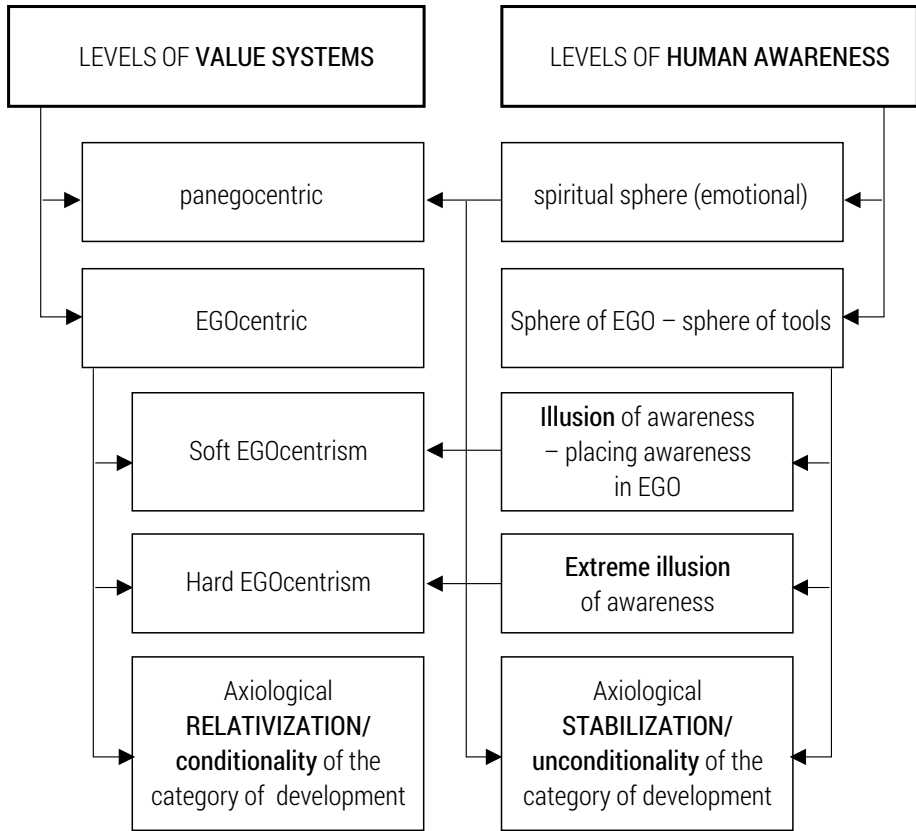 LEVELS OF VALUE SYSTEMS
LEVELS OF HUMAN AWARENESS
panegocentric
spiritual sphere (emotional)
EGOcentric
Sphere of EGO – sphere of tools
Soft EGOcentrism
Illusion of awareness
– placing awareness
in EGO
Hard EGOcentrism
Extreme illusion
of awareness
Axiological
RELATIVIZATION/
conditionality of the
category of development
Axiological
STABILIZATION/
unconditionality of the
category of development